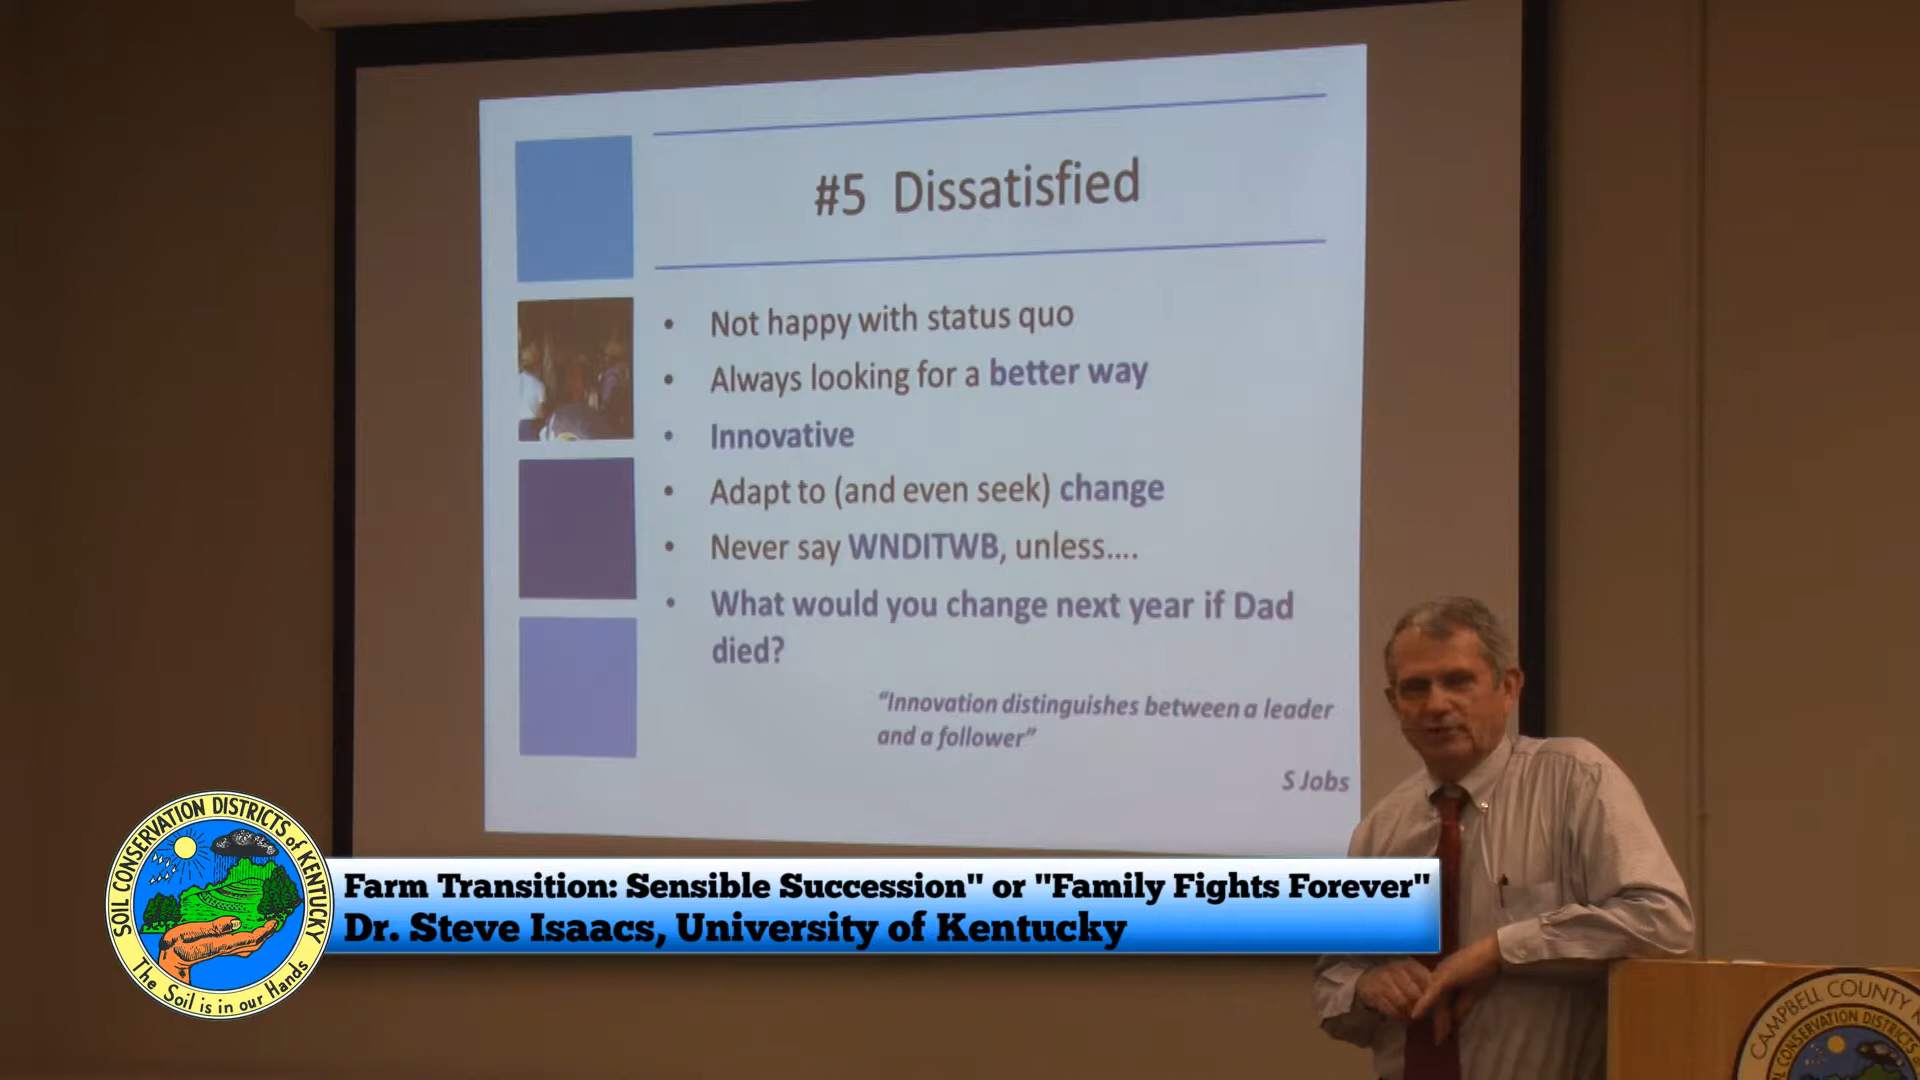 #5 Dissatisfied
• Not happy with status quo
• Always looking for a better way
• Innovative
• Adapt to (and even seek) change
• Never say WNDITWB, unless....
• What would you change next year if Dad
died?
“Innovation distinguishes between a leader
and a follower”
S Jobs
SOIL CONSERVATION DISTRICTS of KENTUCKY
The Soil is in our Hands
Farm Transition: Sensible Succession" or "Family Fights Forever"
Dr. Steve Isaacs, University of Kentucky
CAMPBELL COUNTY
CONSERVATION DISTRICTS